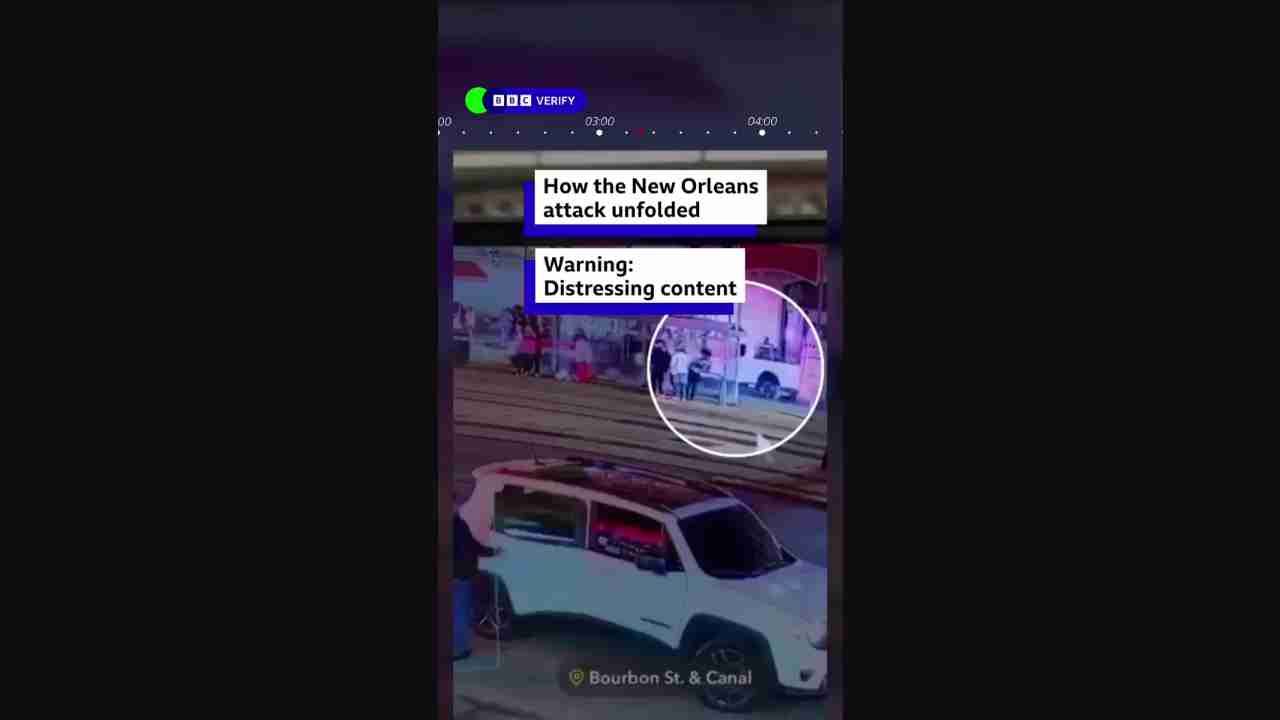 BBC VERIFY
00 03:00 04:00
How the New Orleans
attack unfolded
Warning:
Distressing content
Bourbon St. & Canal